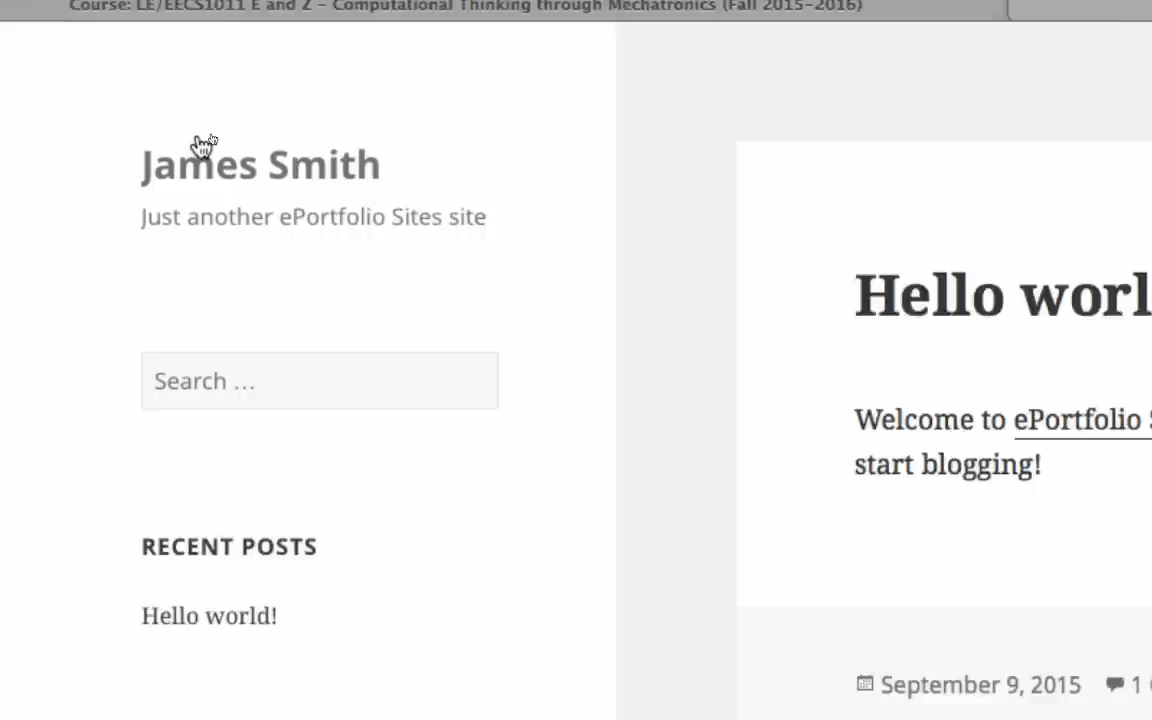 Course: LE/EECS1011 E and Z - Computational Thinking through Mechatronics (Fall 2015-2016)
James Smith
Just another ePortfolio Sites site
Search …
RECENT POSTS
Hello world!
Hello worl
Welcome to ePortfolio
start blogging!
September 9, 2015 1